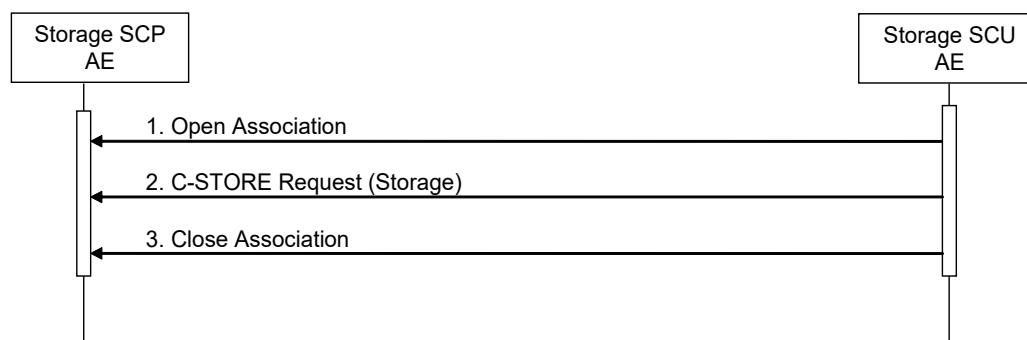 Storage SCP
AE
Storage SCU
AE
1. Open Association
2. C-STORE Request (Storage)
3. Close Association